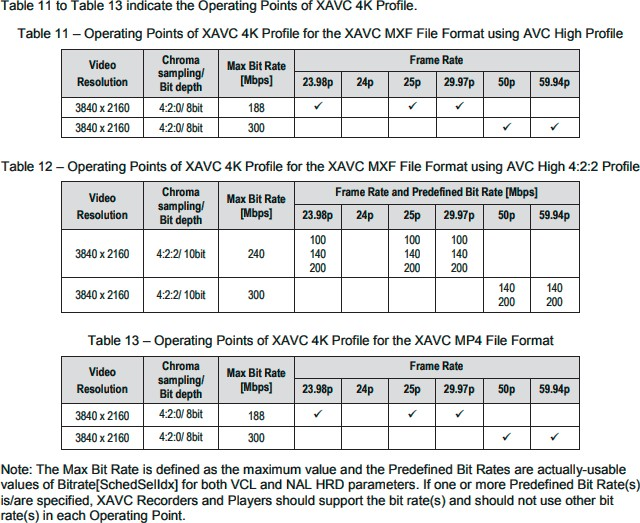 Table 11 to Table 13 indicate the Operating Points of XAVC 4K Profile.
Table 11 – Operating Points of XAVC 4K Profile for the XAVC MXF File Format using AVC High Profile
Video Resolution | Chroma sampling/ Bit depth | Max Bit Rate [Mbps] | Frame Rate
23.98p | 24p | 25p | 29.97p | 50p | 59.94p
3840 x 2160 | 4:2:0/ 8bit | 188 | ✓ | | ✓ | ✓ | |
3840 x 2160 | 4:2:0/ 8bit | 300 | | | | | ✓ | ✓
Table 12 – Operating Points of XAVC 4K Profile for the XAVC MXF File Format using AVC High 4:2:2 Profile
Video Resolution | Chroma sampling/ Bit depth | Max Bit Rate [Mbps] | Frame Rate and Predefined Bit Rate [Mbps]
23.98p | 24p | 25p | 29.97p | 50p | 59.94p
3840 x 2160 | 4:2:2/ 10bit | 240 | 100 140 200 | | 100 140 200 | 100 140 200 | |
3840 x 2160 | 4:2:2/ 10bit | 300 | | | | | 140 200 | 140 200
Table 13 – Operating Points of XAVC 4K Profile for the XAVC MP4 File Format
Video Resolution | Chroma sampling/ Bit depth | Max Bit Rate [Mbps] | Frame Rate
23.98p | 24p | 25p | 29.97p | 50p | 59.94p
3840 x 2160 | 4:2:0/ 8bit | 188 | ✓ | | ✓ | ✓ | |
3840 x 2160 | 4:2:0/ 8bit | 300 | | | | | ✓ | ✓
Note: The Max Bit Rate is defined as the maximum value and the Predefined Bit Rates are actually-usable
values of Bitrate[SchedSelIdx] for both VCL and NAL HRD parameters. If one or more Predefined Bit Rate(s)
is/are specified, XAVC Recorders and Players should support the bit rate(s) and should not use other bit
rate(s) in each Operating Point.